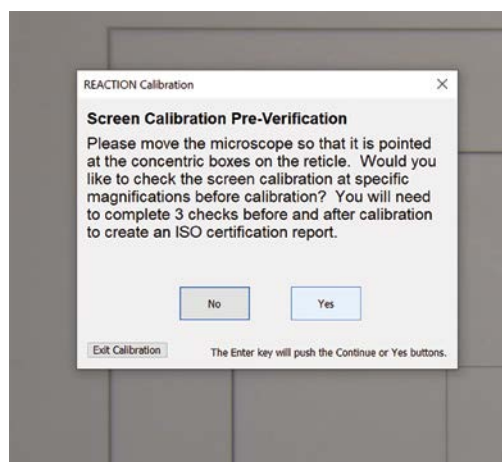 REACTION Calibration
Screen Calibration Pre-Verification
Please move the microscope so that it is pointed
at the concentric boxes on the reticle.  Would you
like to check the screen calibration at specific
magnifications before calibration?  You will need
to complete 3 checks before and after calibration
to create an ISO certification report.
No
Yes
Exit Calibration
The Enter key will push the Continue or Yes buttons.